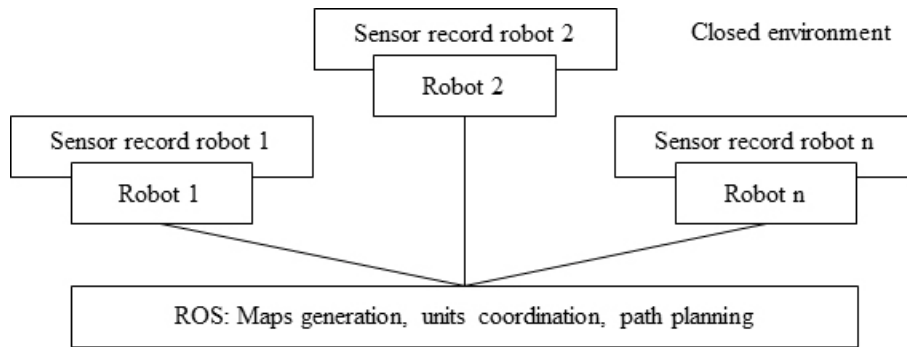 Sensor record robot 2
Closed environment
Robot 2
Sensor record robot 1
Sensor record robot n
Robot 1
Robot n
ROS: Maps generation, units coordination, path planning